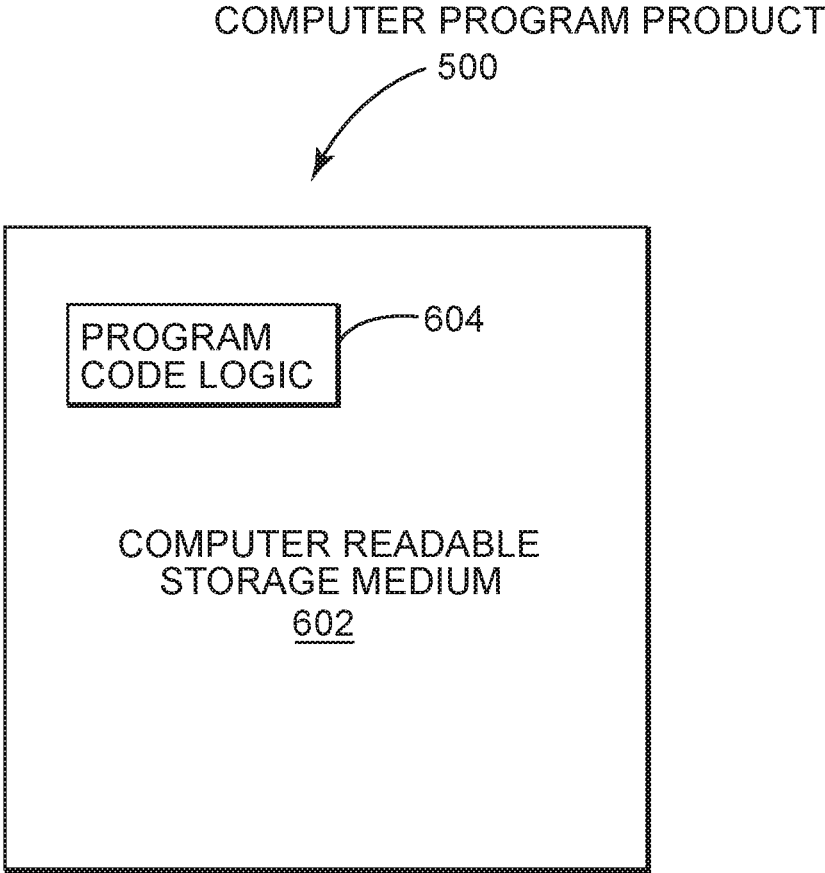 COMPUTER PROGRAM PRODUCT
500
PROGRAM
CODE LOGIC
604
COMPUTER READABLE
STORAGE MEDIUM
602